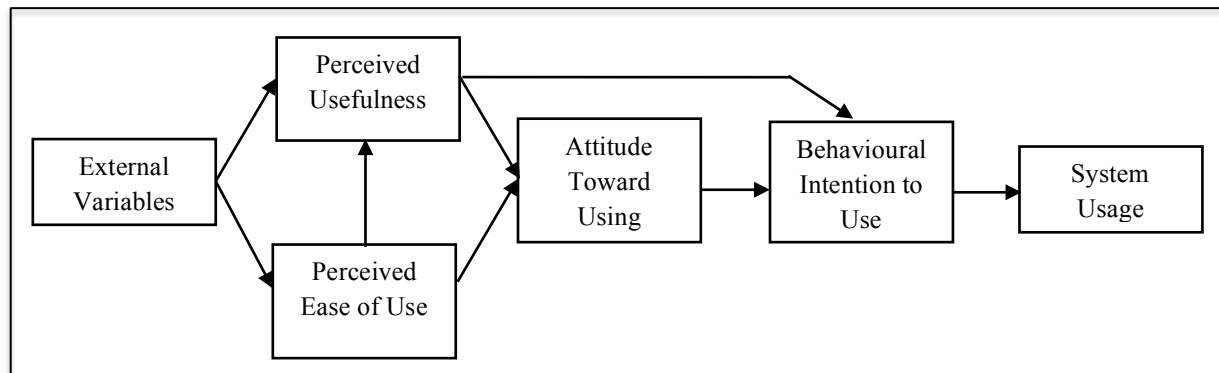 Perceived
Usefulness
External
Variables
Perceived
Ease of Use
Attitude
Toward
Using
Behavioural
Intention to
Use
System
Usage